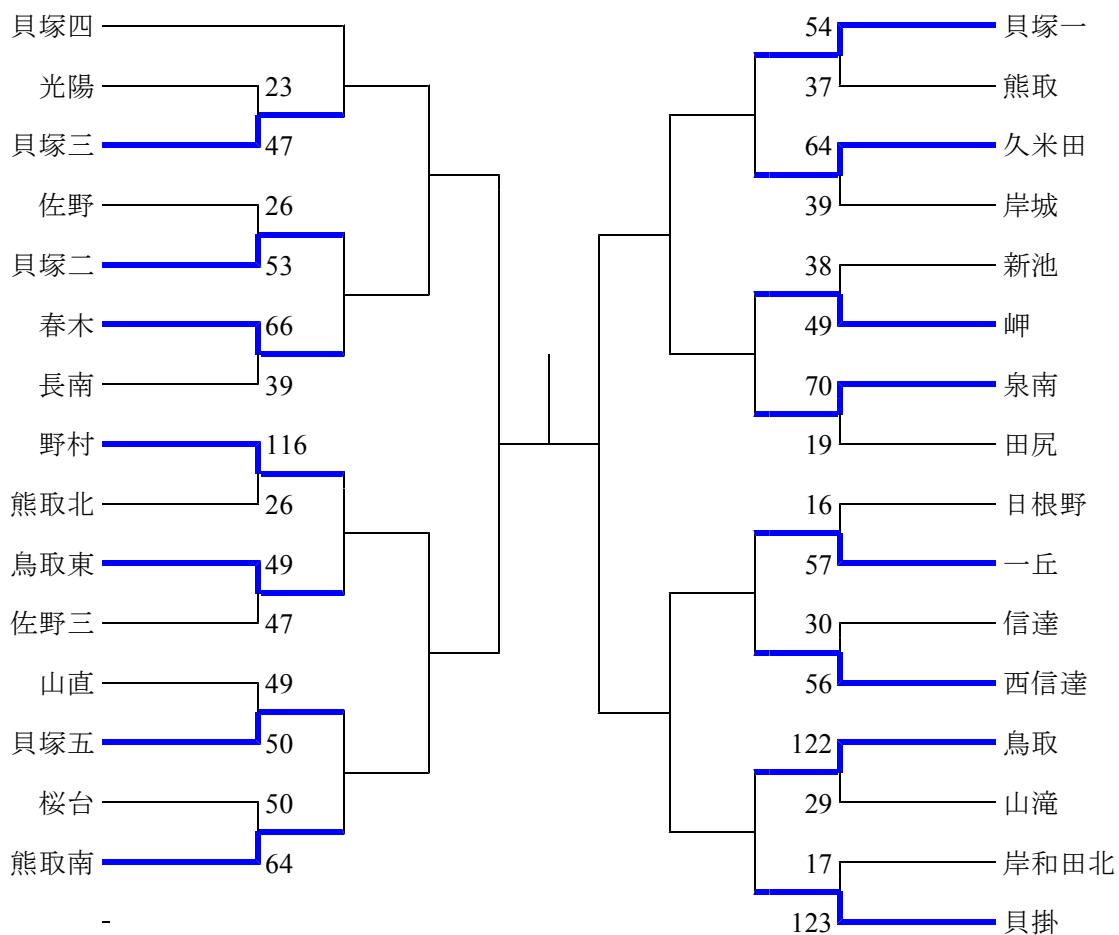 貝塚四
光陽 23
貝塚三 47
佐野 26
貝塚二 53
春木 66
長南 39
野村 116
熊取北 26
鳥取東 49
佐野三 47
山直 49
貝塚五 50
桜台 50
熊取南 64
-
54 貝塚一
37 熊取
64 久米田
39 岸城
38 新池
49 岬
70 泉南
19 田尻
16 日根野
57 一丘
30 信達
56 西信達
122 鳥取
29 山滝
17 岸和田北
123 貝掛